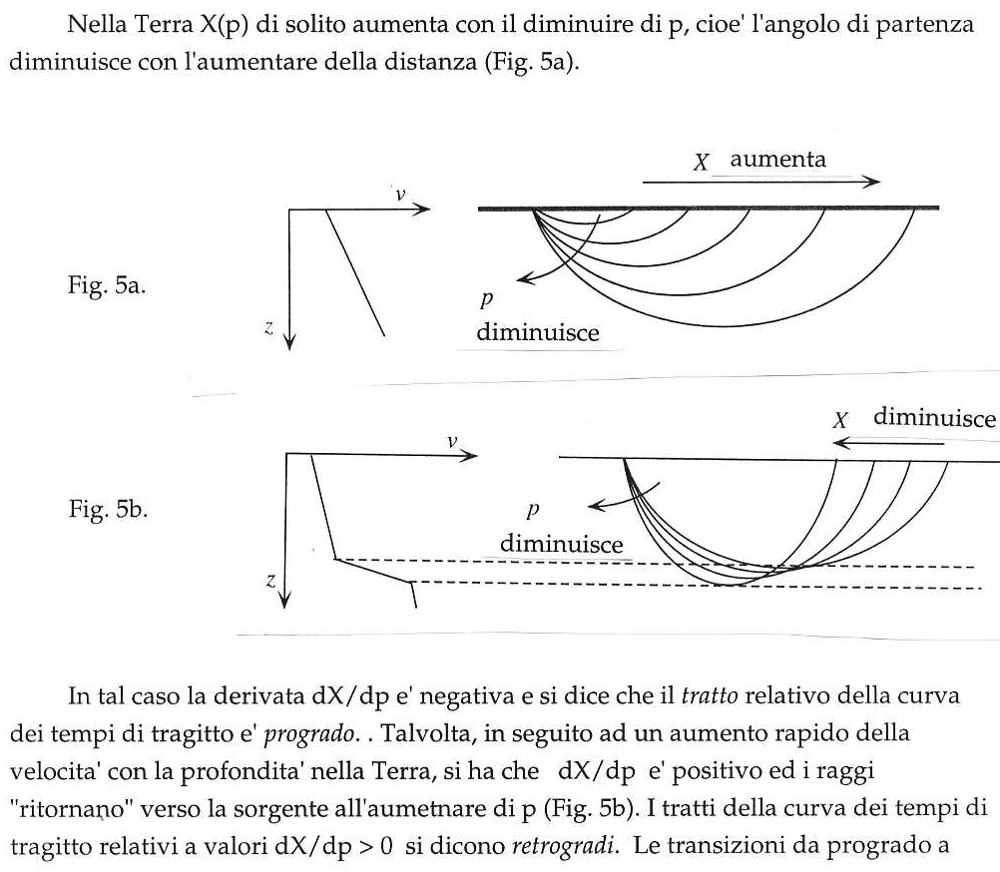 Nella Terra X(p) di solito aumenta con il diminuire di p, cioe' l'angolo di partenza
diminuisce con l'aumentare della distanza (Fig. 5a).
X aumenta
v
Fig. 5a.
p
z
diminuisce
X diminuisce
v
Fig. 5b.
p
diminuisce
z
In tal caso la derivata dX/dp e' negativa e si dice che il tratto relativo della curva
dei tempi di tragitto e' progrado. . Talvolta, in seguito ad un aumento rapido della
velocita' con la profondita' nella Terra, si ha che dX/dp e' positivo ed i raggi
"ritornano" verso la sorgente all'aumetnare di p (Fig. 5b). I tratti della curva dei tempi di
tragitto relativi a valori dX/dp > 0 si dicono retrogradi. Le transizioni da progrado a